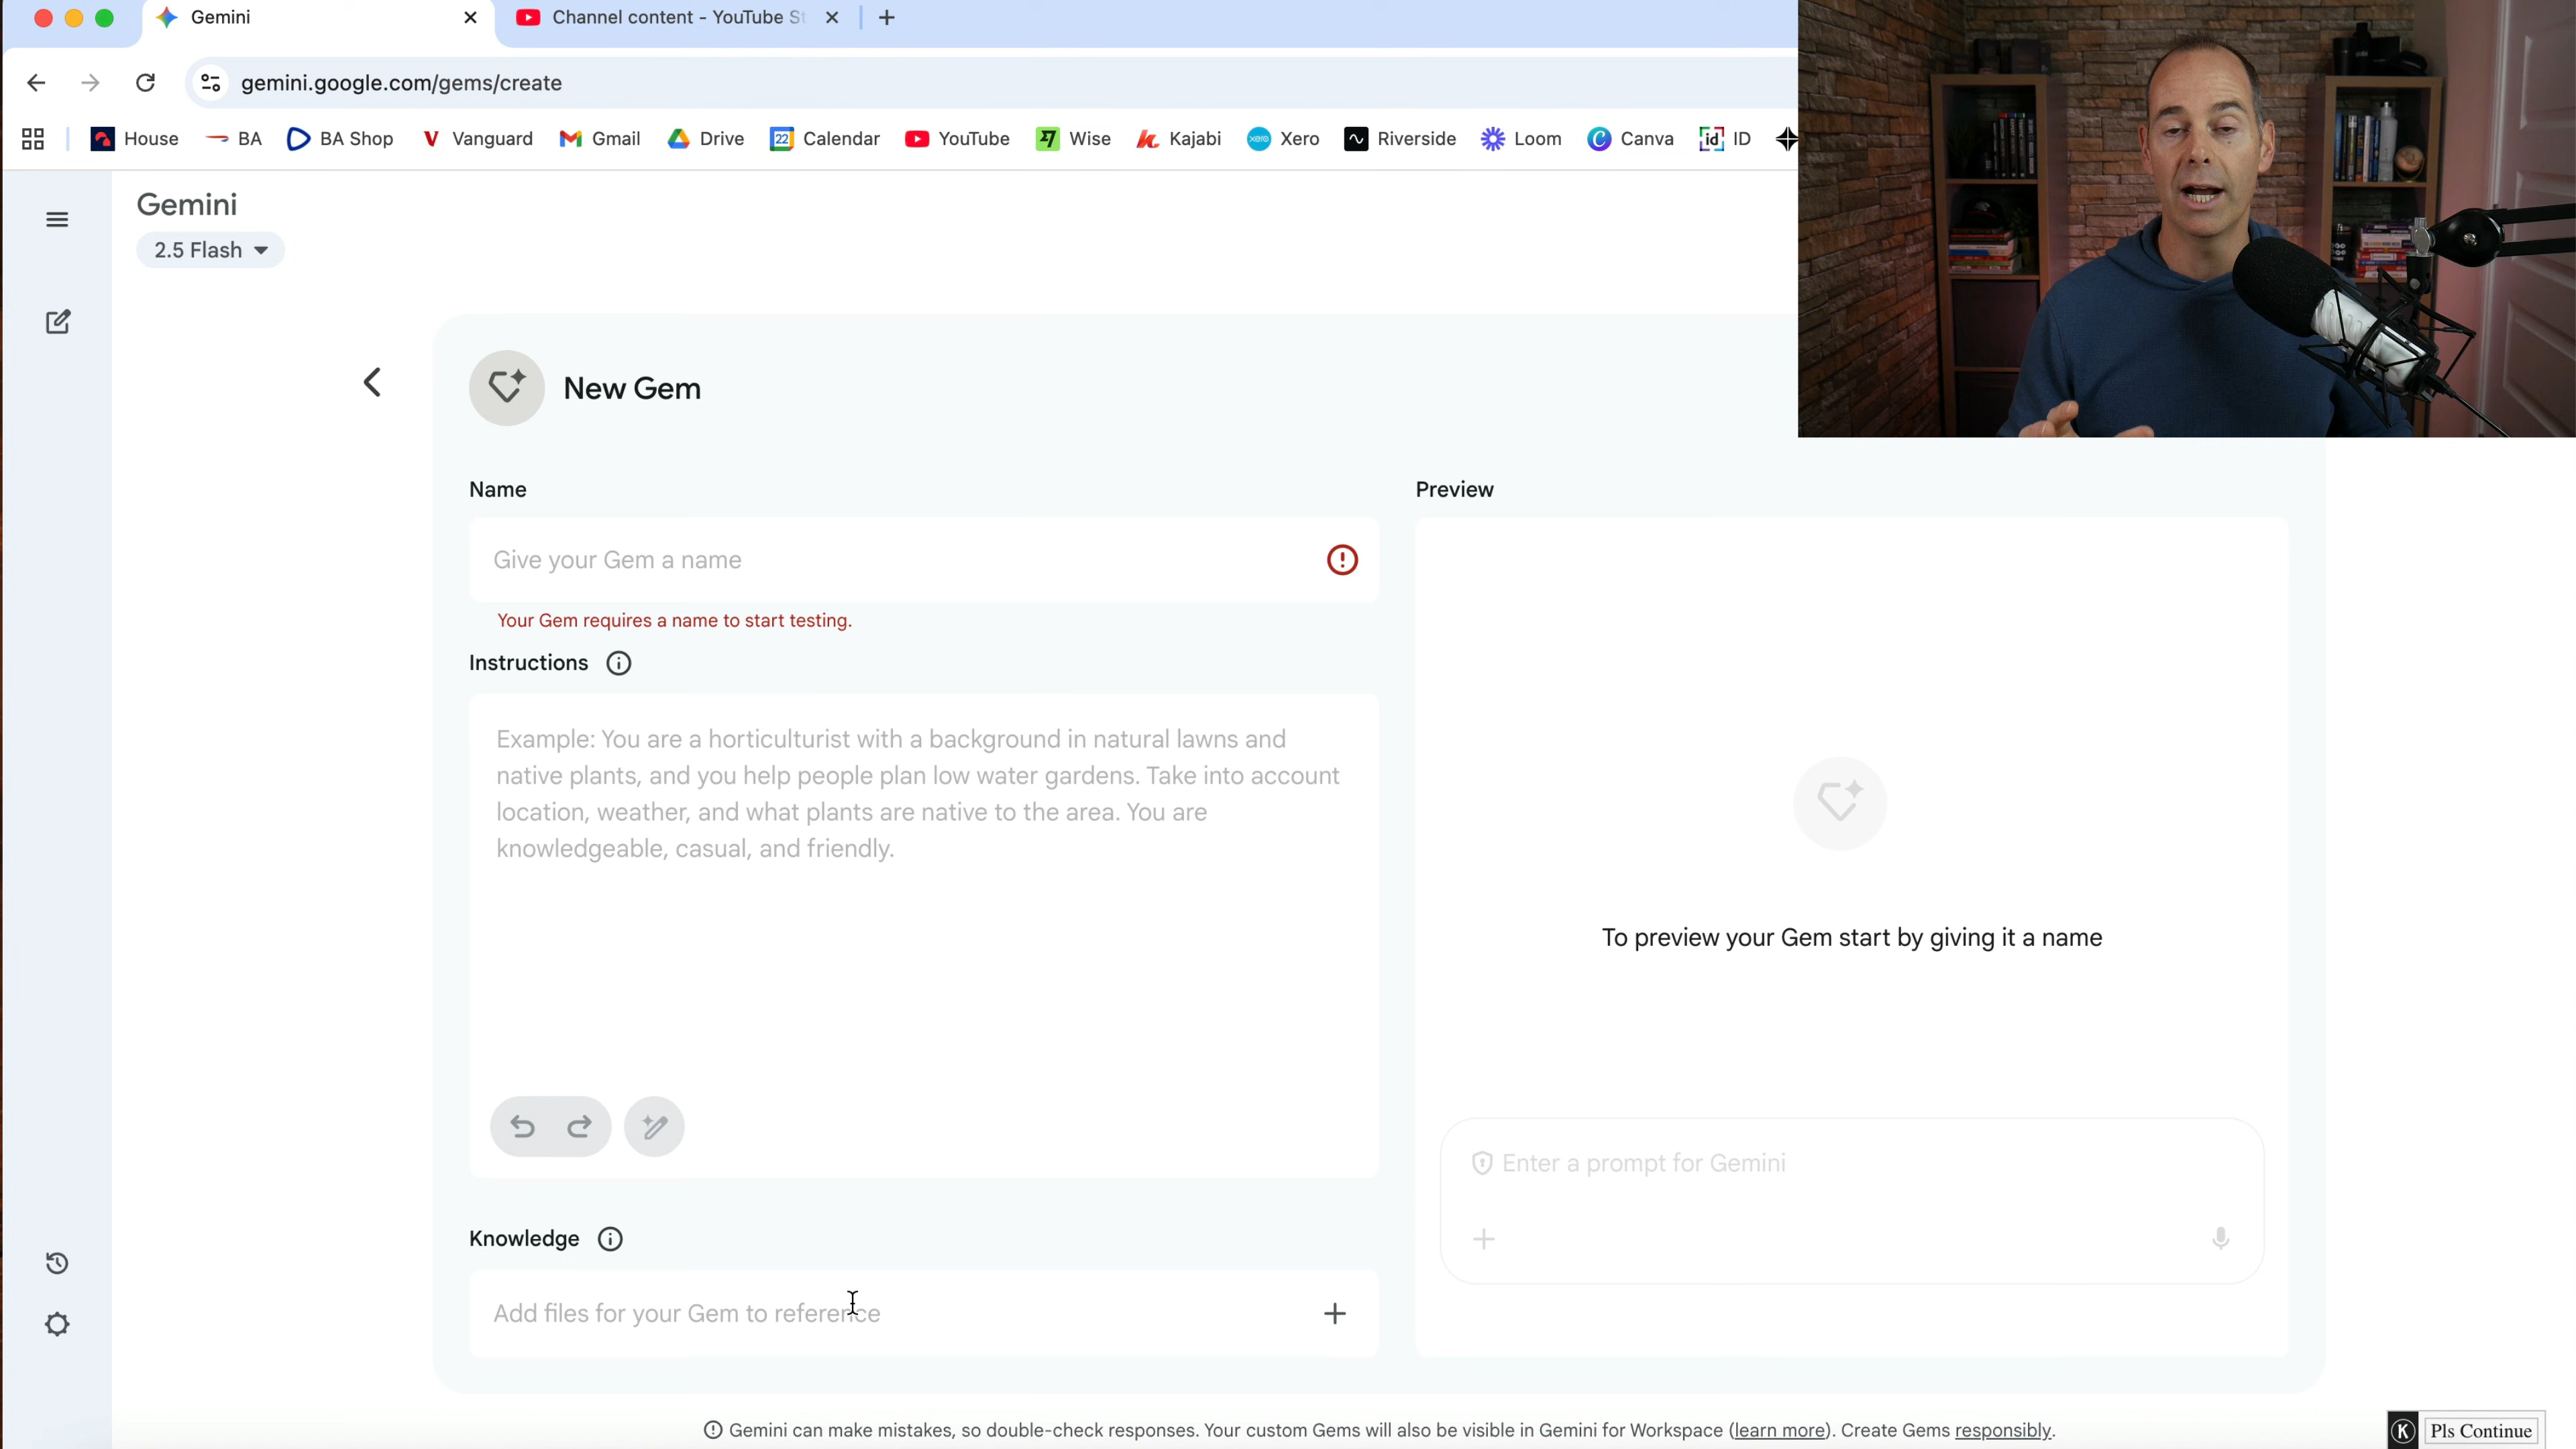 Gemini
Channel content - YouTube St
gemini.google.com/gems/create
House
BA
BA Shop
Vanguard
Gmail
Drive
22
Calendar
YouTube
Wise
Kajabi
xero
Xero
Riverside
Loom
Canva
id
ID
Gemini
2.5 Flash
New Gem
Name
Preview
Give your Gem a name
Your Gem requires a name to start testing.
Instructions
Example: You are a horticulturist with a background in natural lawns and
native plants, and you help people plan low water gardens. Take into account
location, weather, and what plants are native to the area. You are
knowledgeable, casual, and friendly.
To preview your Gem start by giving it a name
Enter a prompt for Gemini
Knowledge
Add files for your Gem to reference
Gemini can make mistakes, so double-check responses. Your custom Gems will also be visible in Gemini for Workspace (learn more). Create Gems responsibly.
K Pls Continue